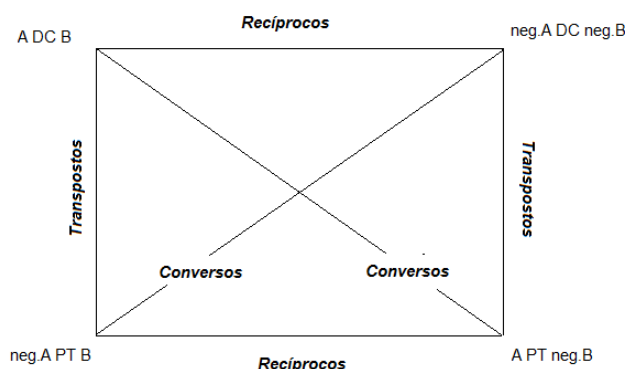 Recíprocos
A DC B
neg.A DC neg.B
Transpostos
Transpostos
Conversos
Conversos
neg.A PT B
A PT neg.B
Recíprocos